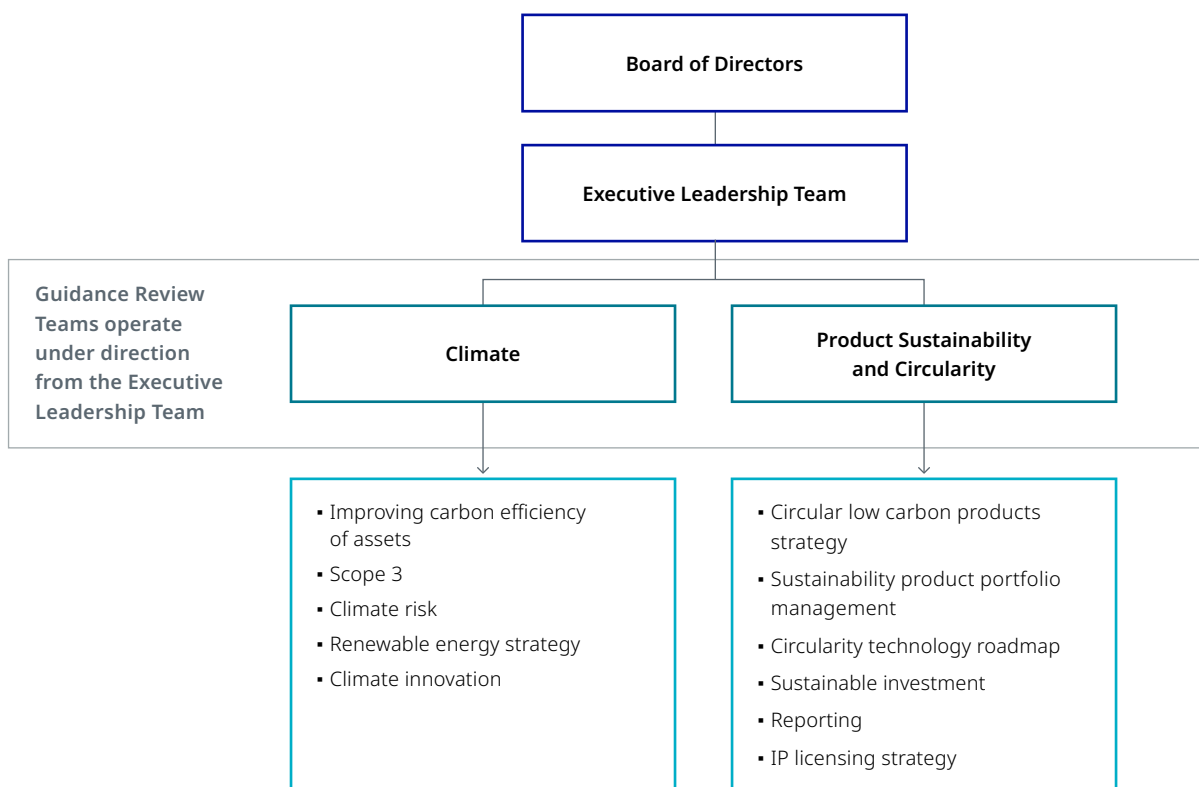 Board of Directors
Executive Leadership Team
Guidance Review
Teams operate
under direction
from the Executive
Leadership Team
Climate
Product Sustainability
and Circularity
▪ Improving carbon efficiency
of assets
▪ Scope 3
▪ Climate risk
▪ Renewable energy strategy
▪ Climate innovation
▪ Circular low carbon products
strategy
▪ Sustainability product portfolio
management
▪ Circularity technology roadmap
▪ Sustainable investment
▪ Reporting
▪ IP licensing strategy